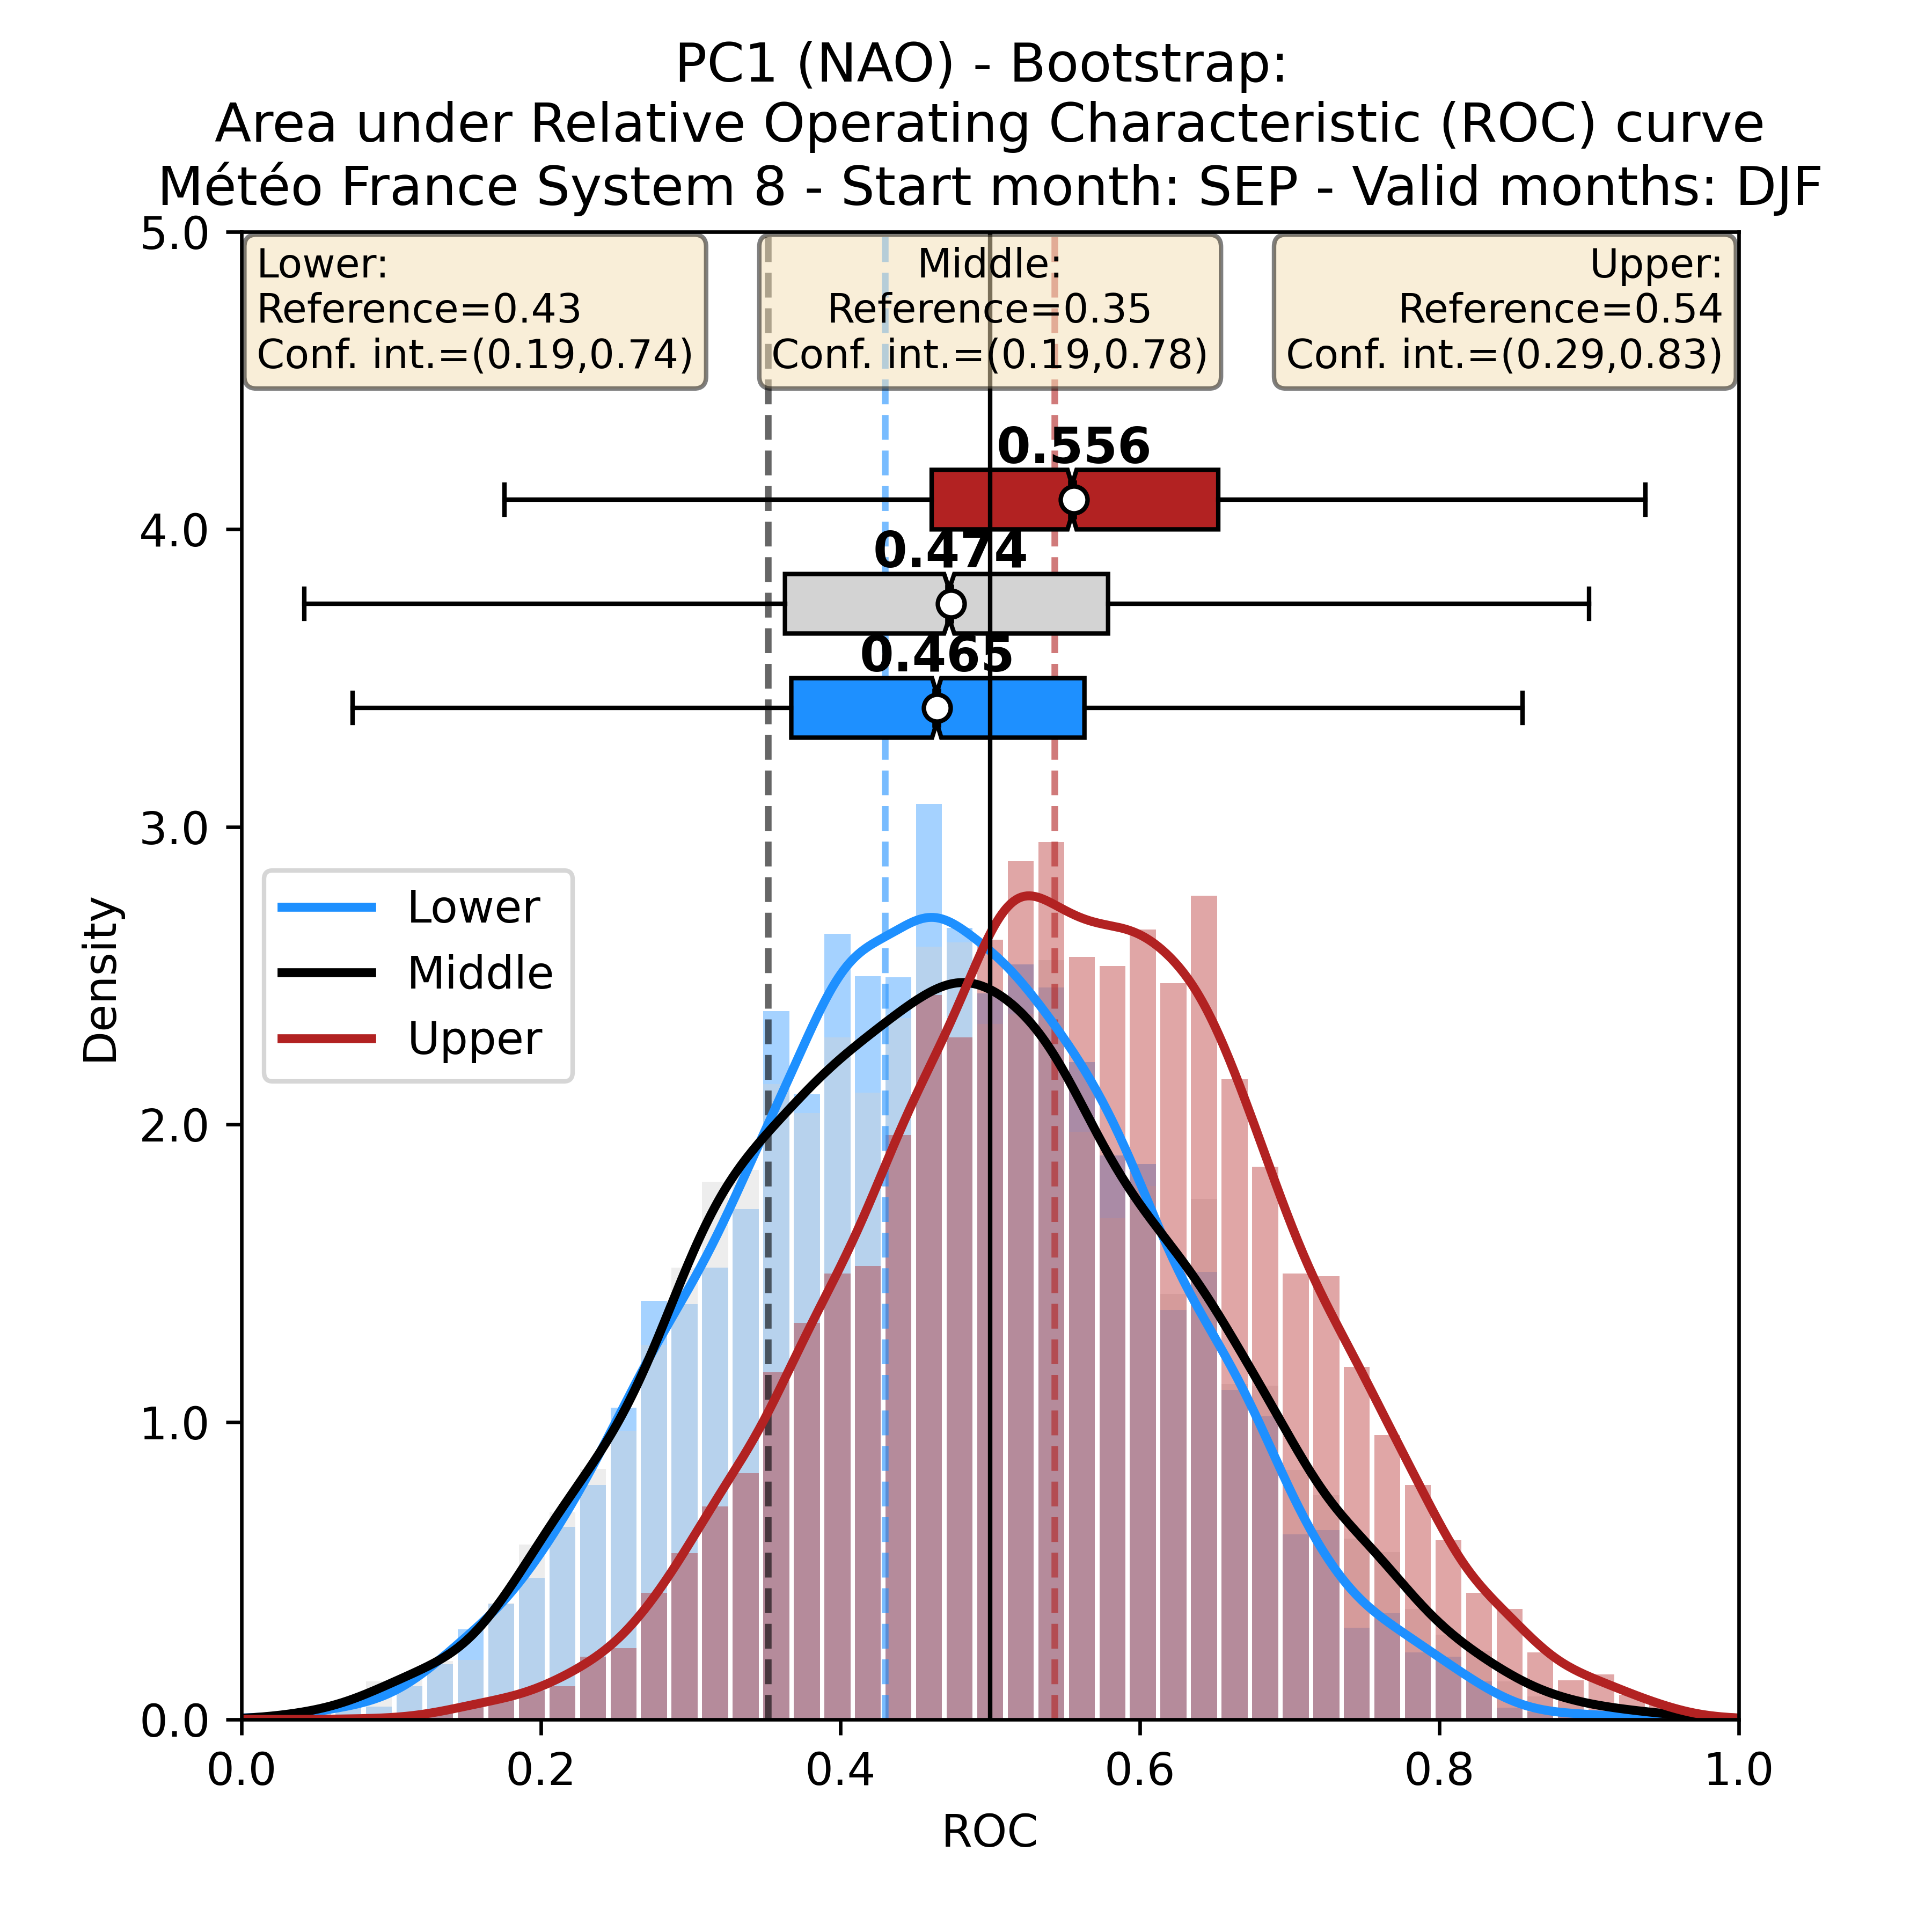 PC1 (NAO) - Bootstrap:
Area under Relative Operating Characteristic (ROC) curve
Météo France System 8 - Start month: SEP - Valid months: DJF
5.0
Lower:
Reference=0.43
Conf. int.=(0.19,0.74)
Middle:
Reference=0.35
Conf. int.=(0.19,0.78)
Upper:
Reference=0.54
Conf. int.=(0.29,0.83)
0.556
4.0
0.474
0.465
3.0
Lower
Middle
Upper
Density
2.0
1.0
0.0
0.0
0.2
0.4
0.6
0.8
1.0
ROC